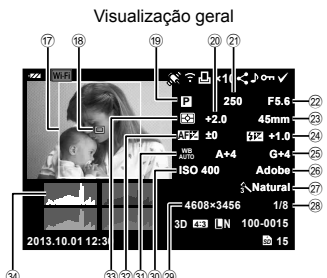 Visualização geral
⑰ ⑱ ⑲ ⑳ ㉑
Wi-Fi ×10
P 250 F5.6 ㉒
+2.0 45mm ㉓
AF ±0 +1.0 ㉔
WB AUTO A+4 G+4 ㉕
ISO 400 Adobe ㉖
Natural ㉗
4608×3456 1/8 ㉘
3D 4:3 LN 100-0015
2013.10.01 12:30 15
㉞ ㉝ ㉜ ㉛ ㉚ ㉙